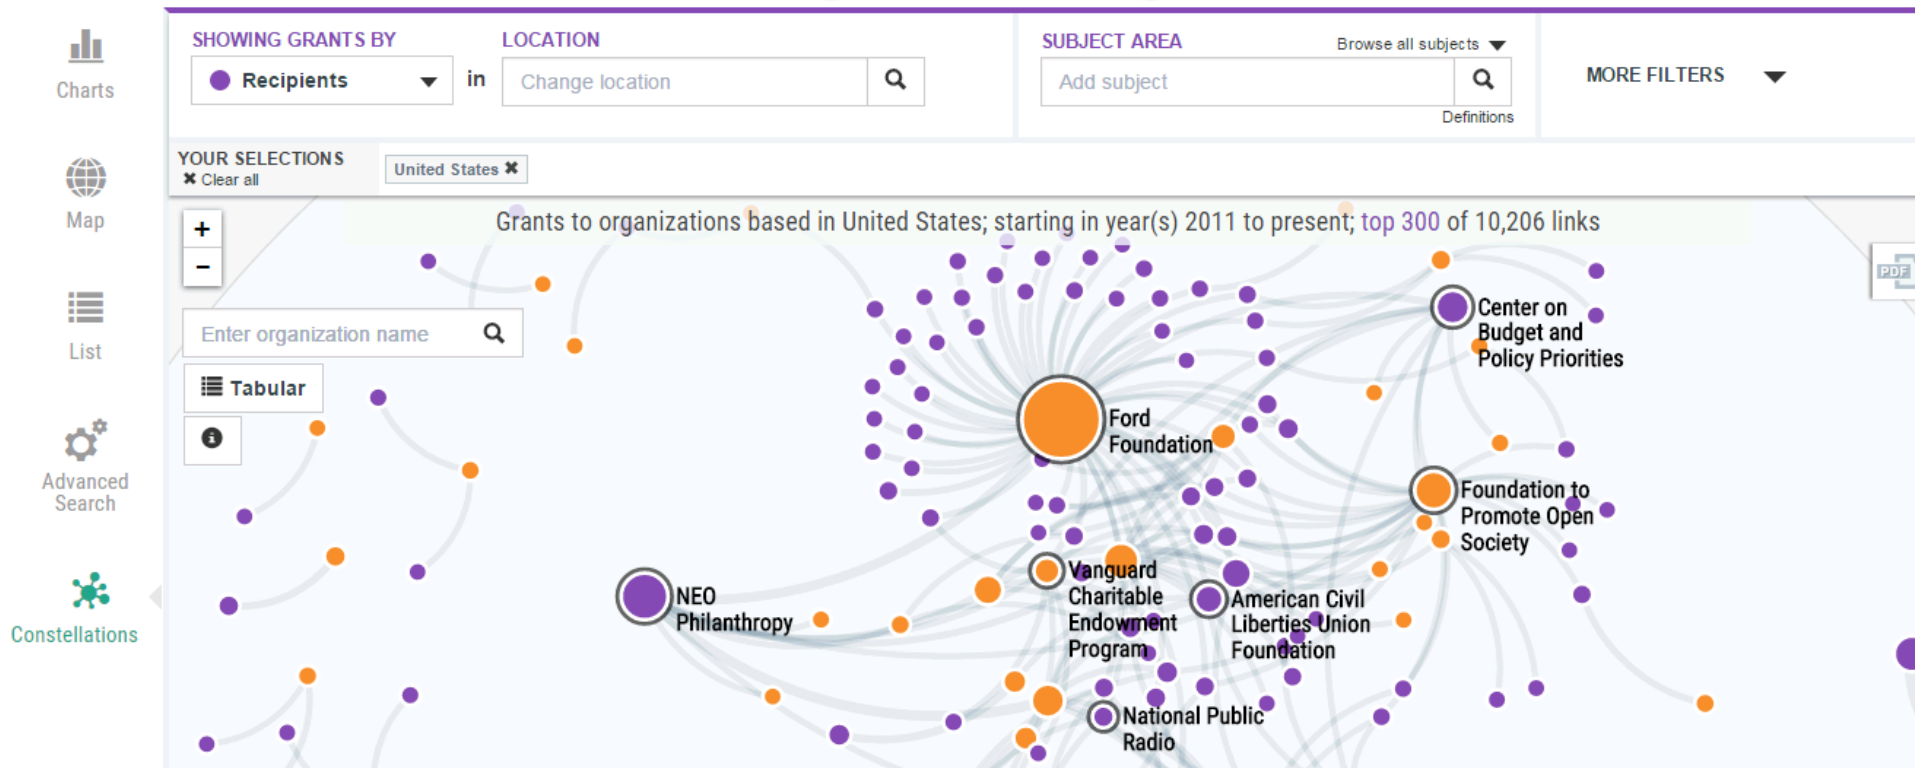 Charts
Map
List
Advanced
Search
Constellations
SHOWING GRANTS BY
Recipients
in
LOCATION
Change location
SUBJECT AREA
Browse all subjects
Add subject
Definitions
MORE FILTERS
YOUR SELECTIONS
✖ Clear all
United States ✖
Grants to organizations based in United States; starting in year(s) 2011 to present; top 300 of 10,206 links
+
−
Enter organization name
Tabular
PDF
Center on
Budget and
Policy Priorities
Ford
Foundation
Foundation to
Promote Open
Society
NEO
Philanthropy
Vanguard
Charitable
Endowment
Program
American Civil
Liberties Union
Foundation
National Public
Radio